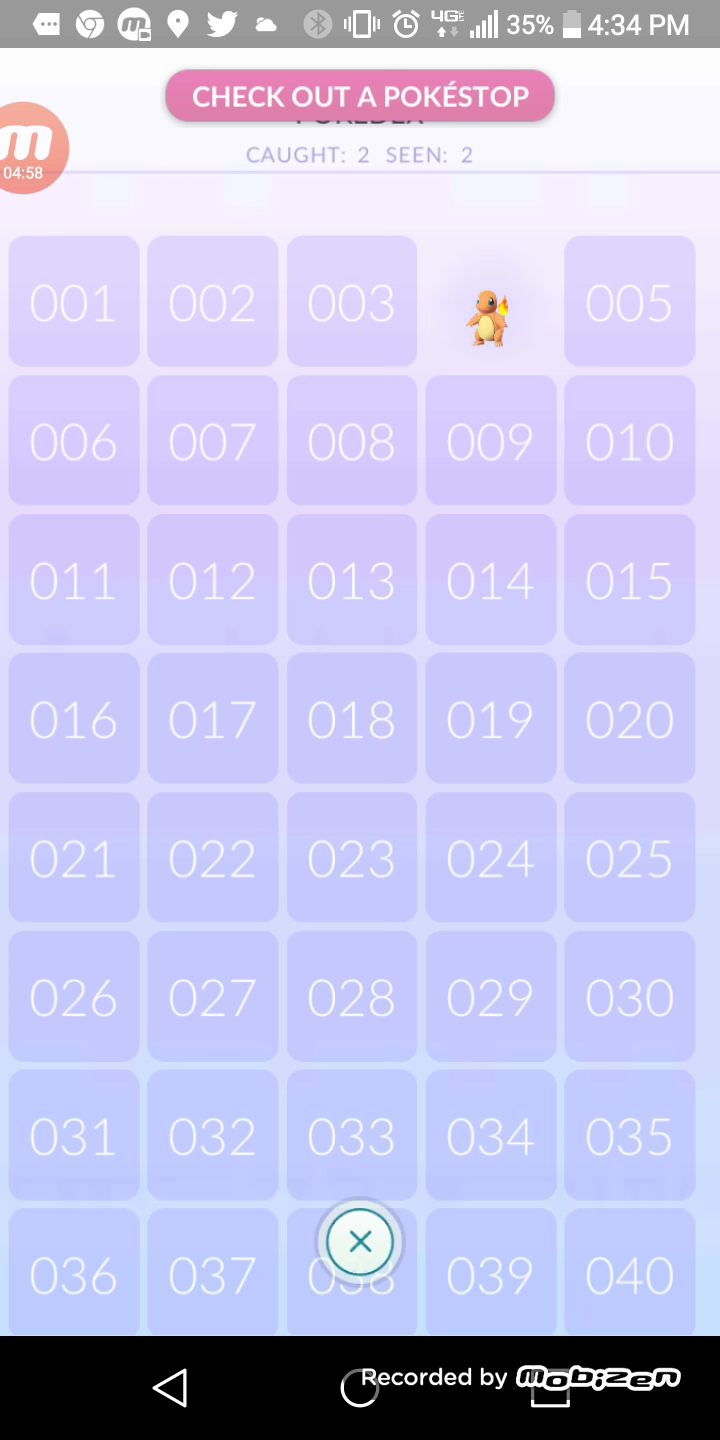 4G
35%
4:34 PM
CHECK OUT A POKÉSTOP
CAUGHT: 2 SEEN: 2
m
04:58
001 002 003 005
006 007 008 009 010
011 012 013 014 015
016 017 018 019 020
021 022 023 024 025
026 027 028 029 030
031 032 033 034 035
036 037 038 039 040
Recorded by mobizen